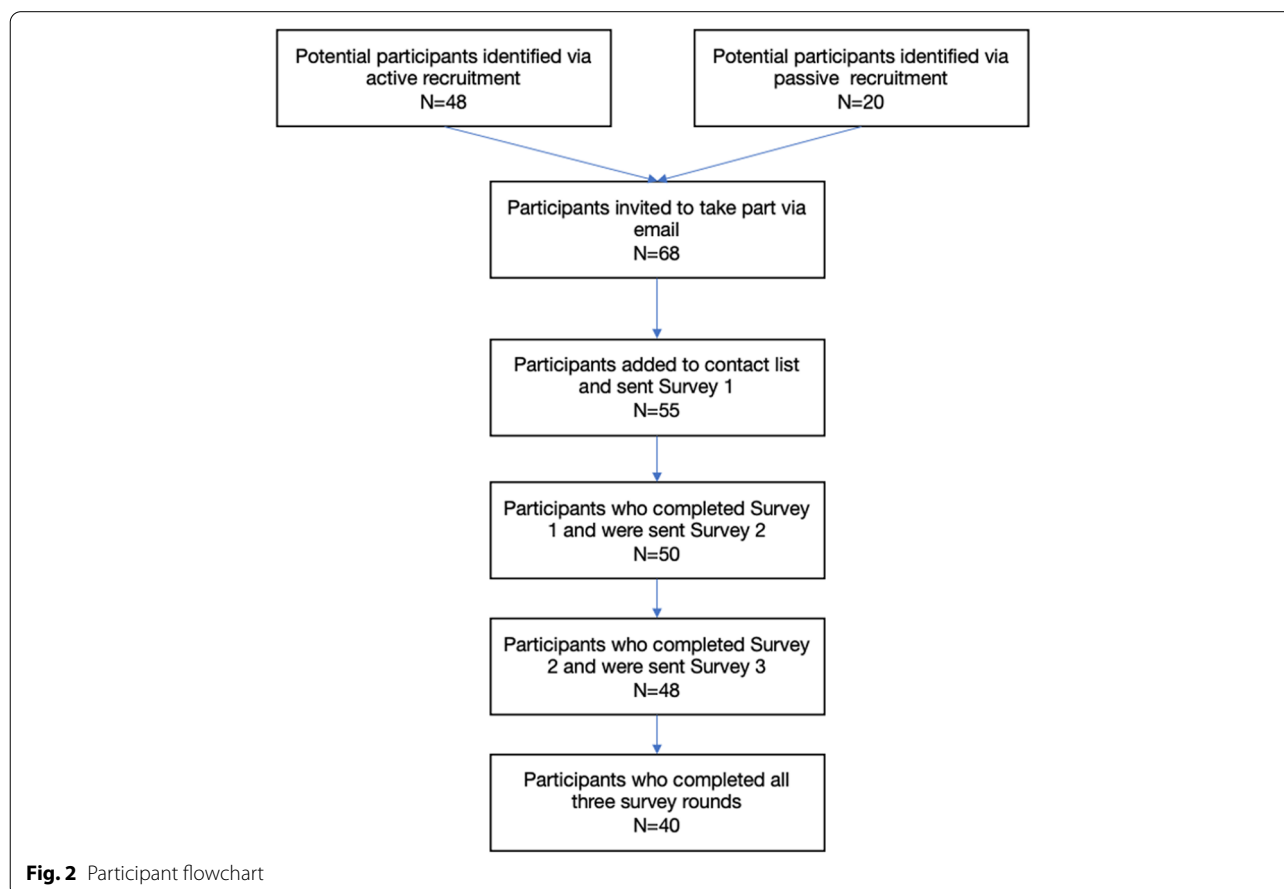 Potential participants identified via
active recruitment
N=48
Potential participants identified via
passive recruitment
N=20
Participants invited to take part via
email
N=68
Participants added to contact list
and sent Survey 1
N=55
Participants who completed Survey
1 and were sent Survey 2
N=50
Participants who completed Survey
2 and were sent Survey 3
N=48
Participants who completed all
three survey rounds
N=40
Fig. 2 Participant flowchart